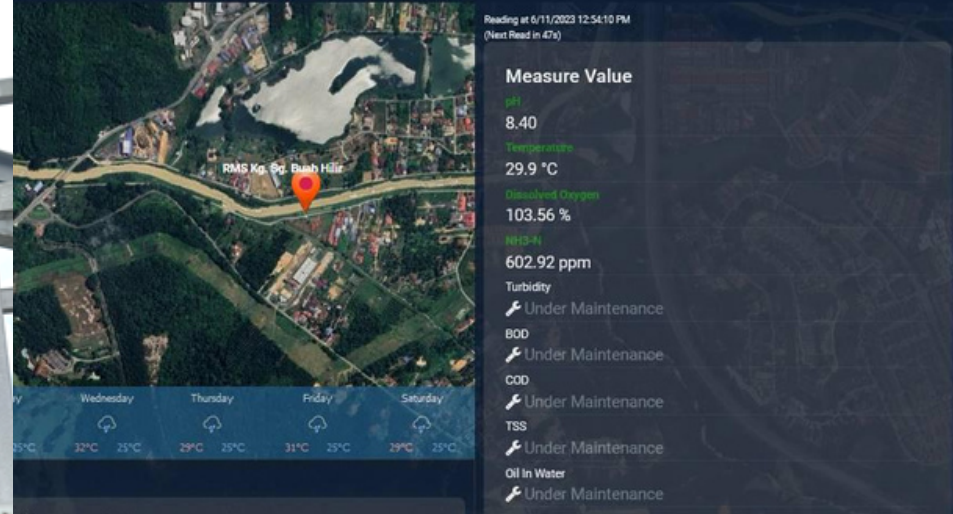 RMS Kg. Sg. Buah Hilir
y
Wednesday
Thursday
Friday
Saturday
5°C
32°C 25°C
29°C 25°C
31°C 25°C
29°C 25°C
Reading at 6/11/2023 12:54:10 PM
(Next Read in 47s)
Measure Value
pH
8.40
Temperature
29.9 °C
Dissolved Oxygen
103.56 %
NH3-N
602.92 ppm
Turbidity
Under Maintenance
BOD
Under Maintenance
COD
Under Maintenance
TSS
Under Maintenance
Oil In Water
Under Maintenance